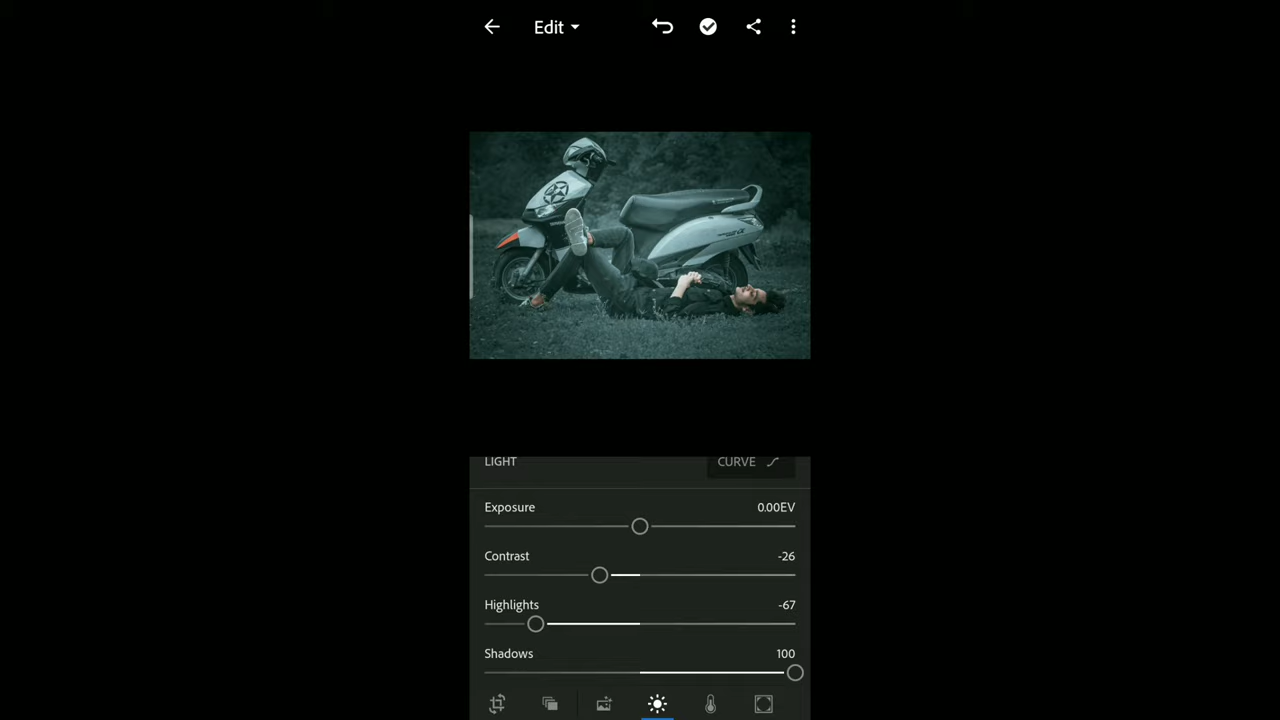 Edit
LIGHT
CURVE
Exposure 0.00EV
Contrast -26
Highlights -67
Shadows 100